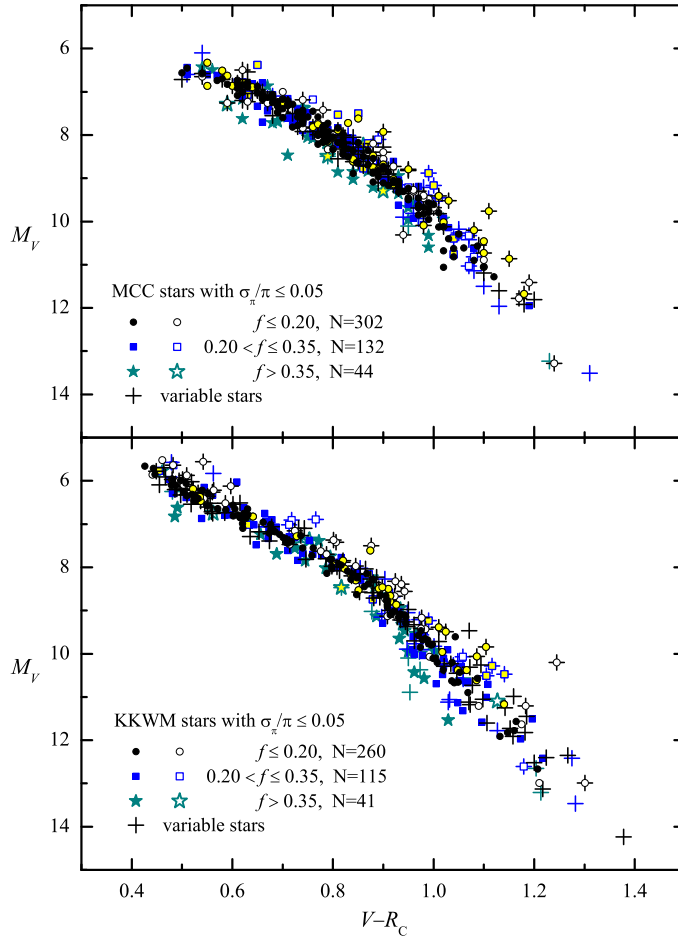 6
8
10
12
14
M_V
MCC stars with σ_π/π ≤ 0.05
f ≤ 0.20, N=302
0.20 < f ≤ 0.35, N=132
f > 0.35, N=44
variable stars
6
8
10
12
14
M_V
KKWM stars with σ_π/π ≤ 0.05
f ≤ 0.20, N=260
0.20 < f ≤ 0.35, N=115
f > 0.35, N=41
variable stars
0.4 0.6 0.8 1.0 1.2 1.4
V–R_C